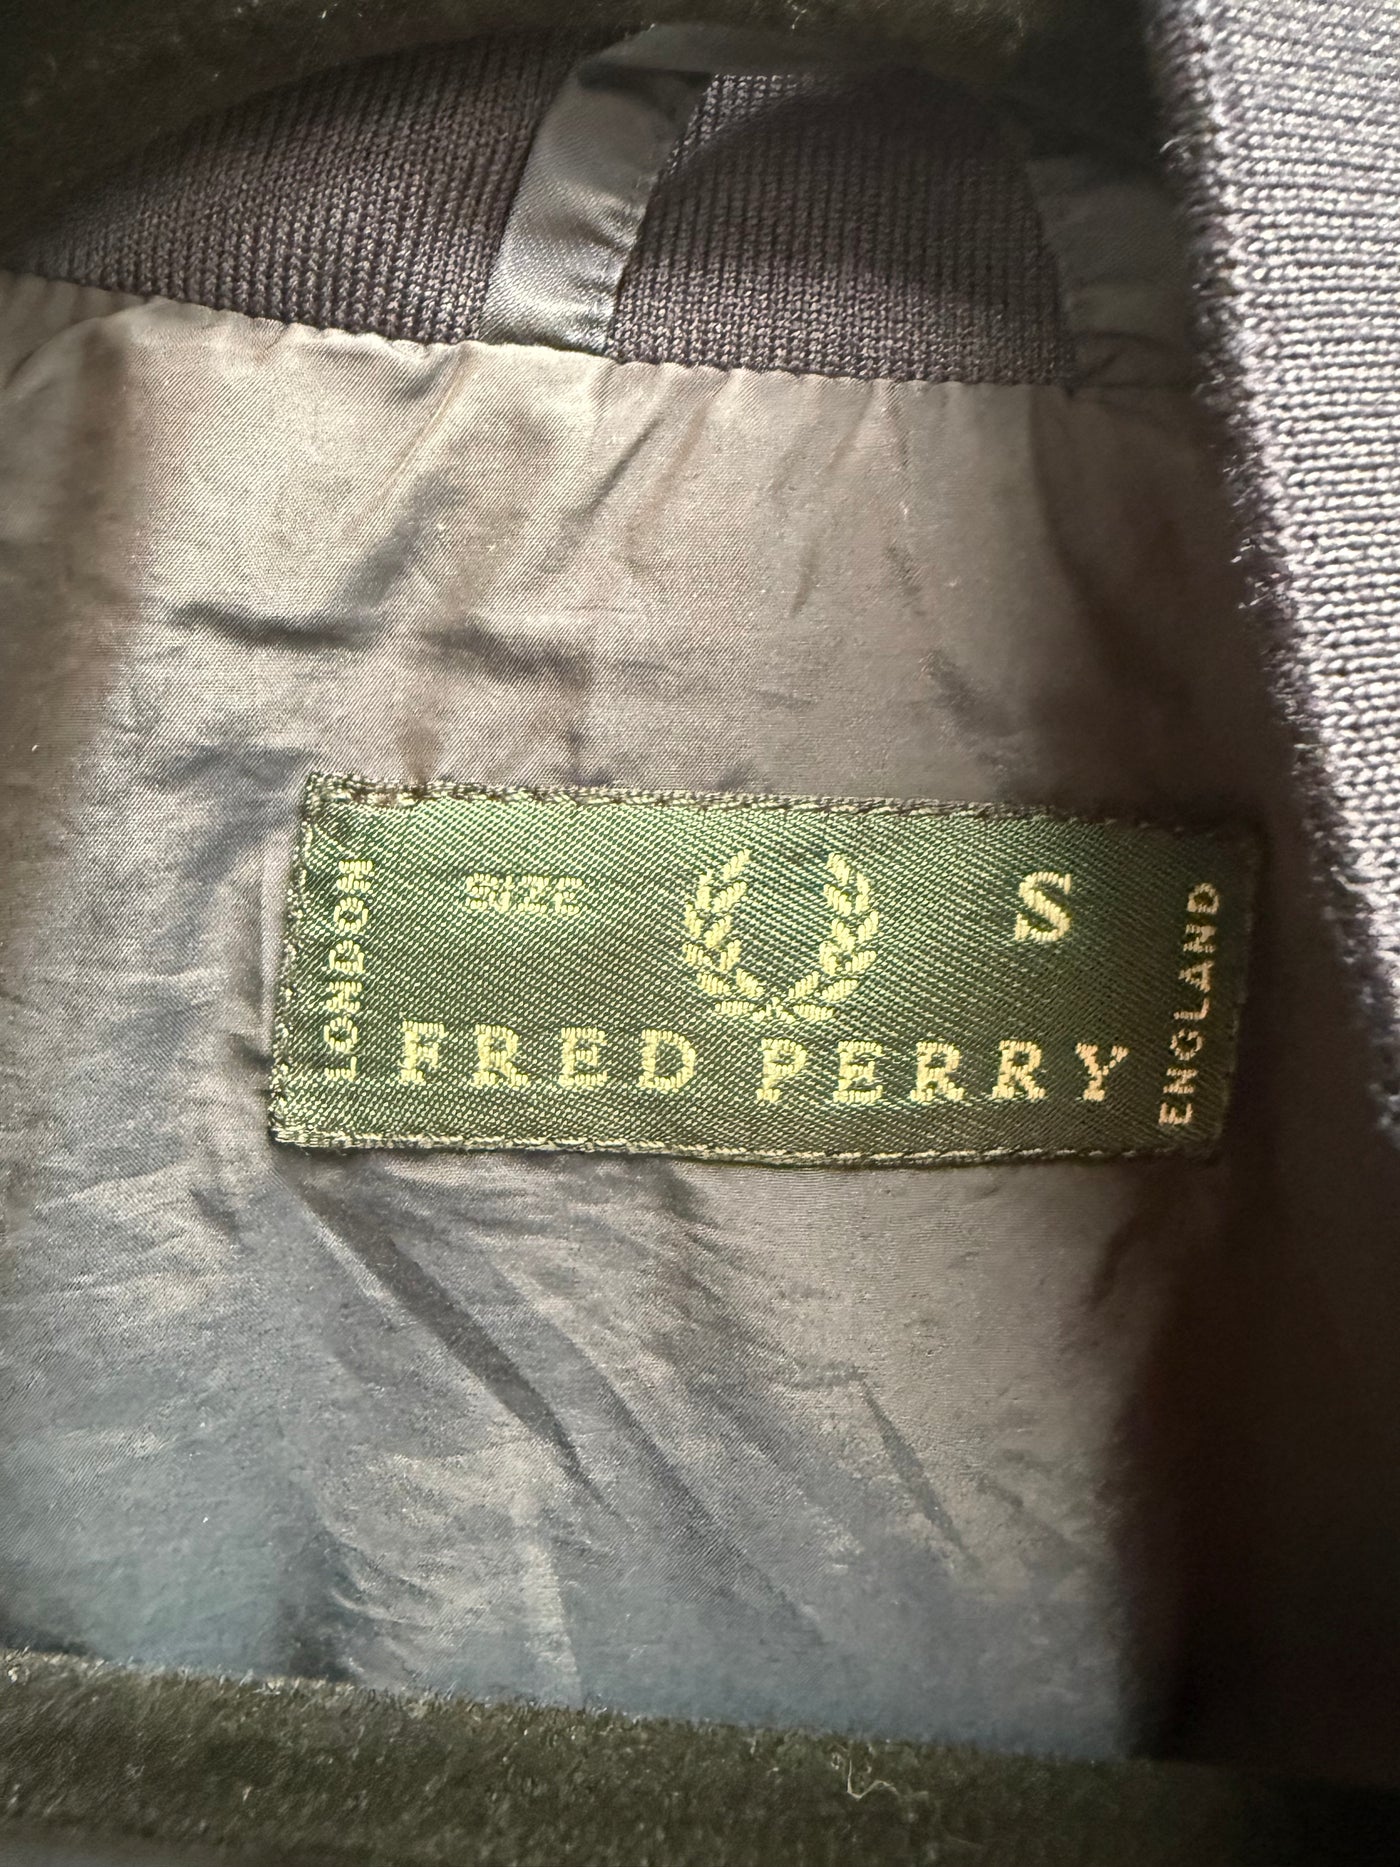 SIZE S
LONDON
FRED PERRY
ENGLAND